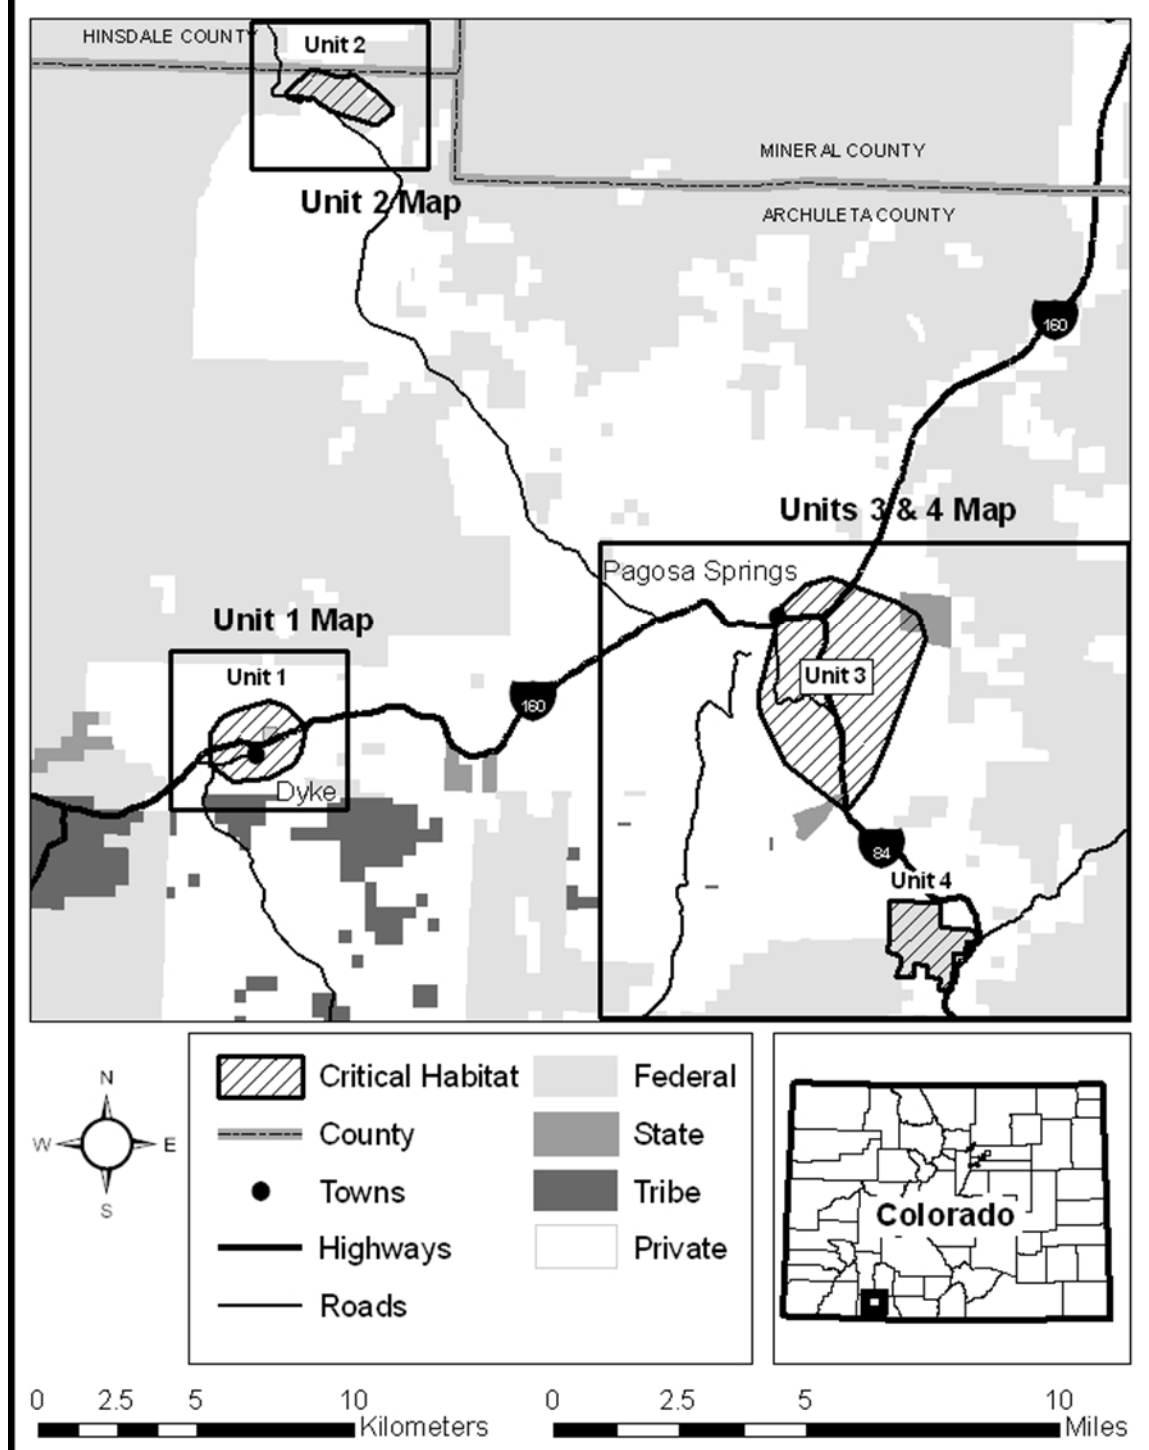 HINSDALE COUNTY
Unit 2
MINERAL COUNTY
Unit 2 Map
ARCHULETA COUNTY
160
Units 3 & 4 Map
Pagosa Springs
Unit 1 Map
Unit 1
Unit 3
160
Dyke
84
Unit 4
N
W E
S
Critical Habitat
County
Towns
Highways
Roads
Federal
State
Tribe
Private
Colorado
0 2.5 5 10
Kilometers
0 2.5 5 10
Miles